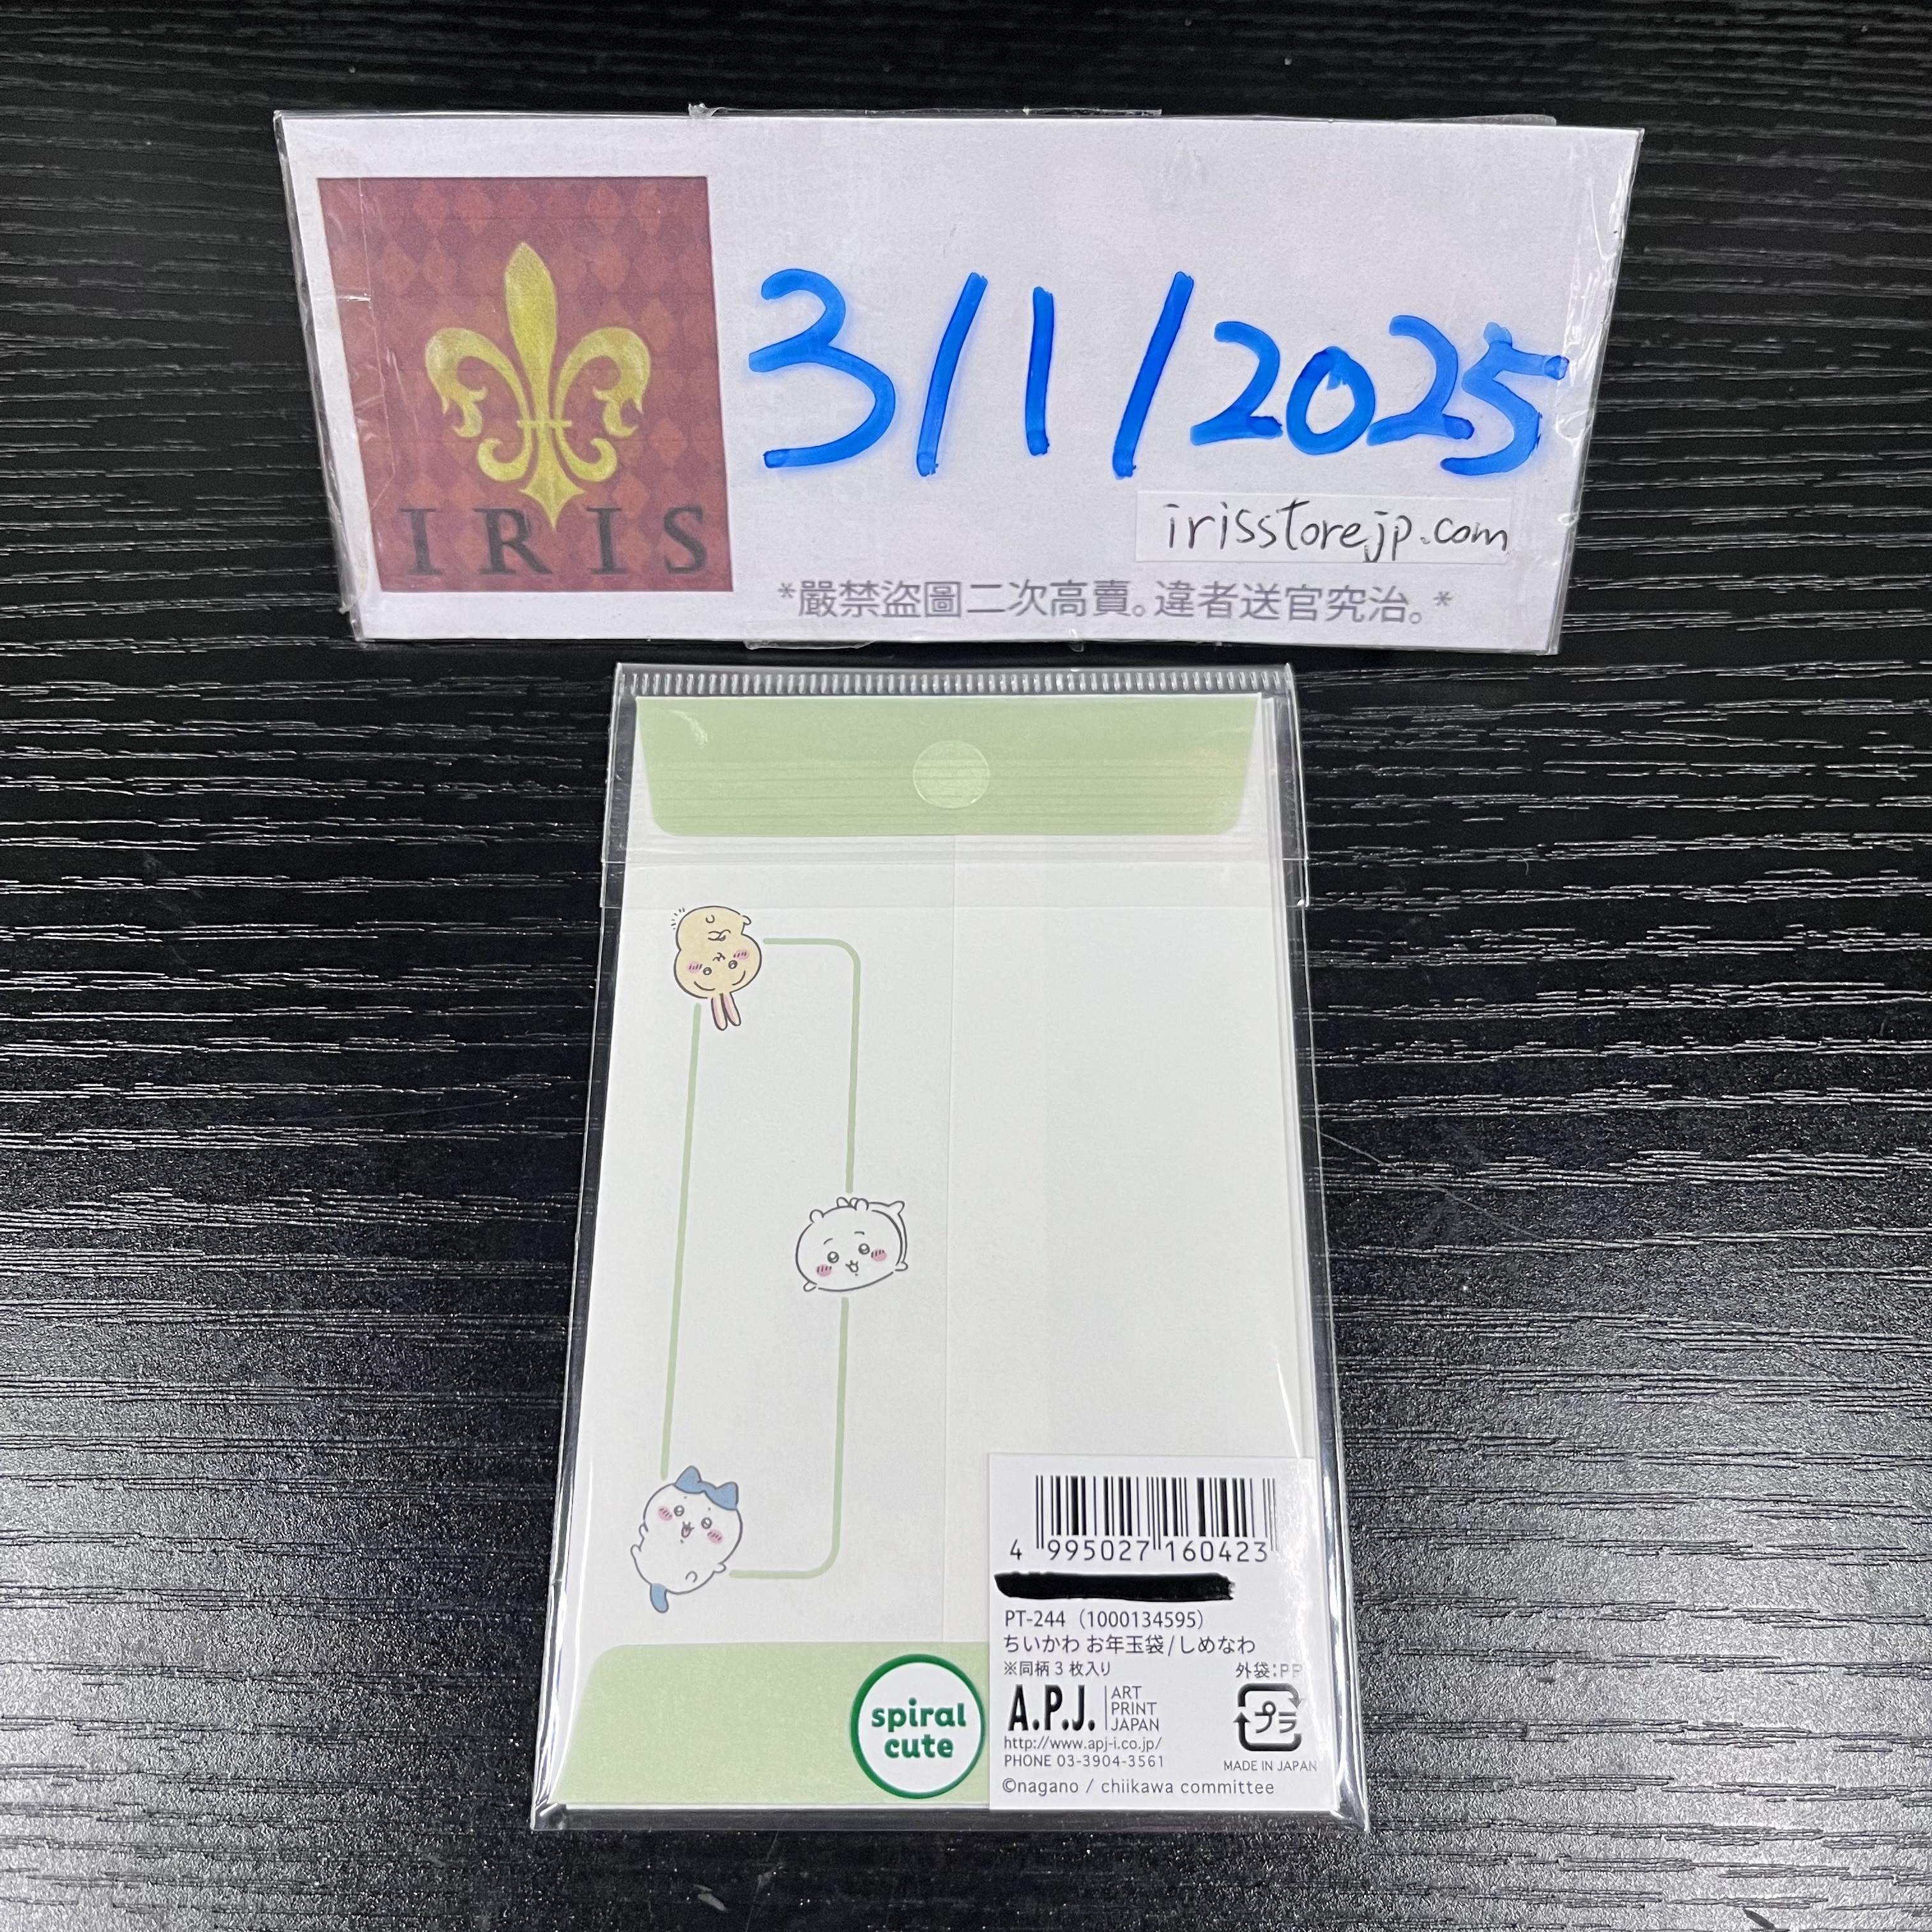 3/1/2025
IRIS
irisstorejp.com
*嚴禁盜圖二次高賣。違者送官究治。*
4 995027 160423
PT-244（1000134595）
ちいかわ お年玉袋/しめなわ
※同柄3枚入り 外袋:PP
A.P.J. ART PRINT JAPAN
プラ
http://www.apj-i.co.jp/
PHONE 03-3904-3561
MADE IN JAPAN
©nagano / chiikawa committee
spiral
cute